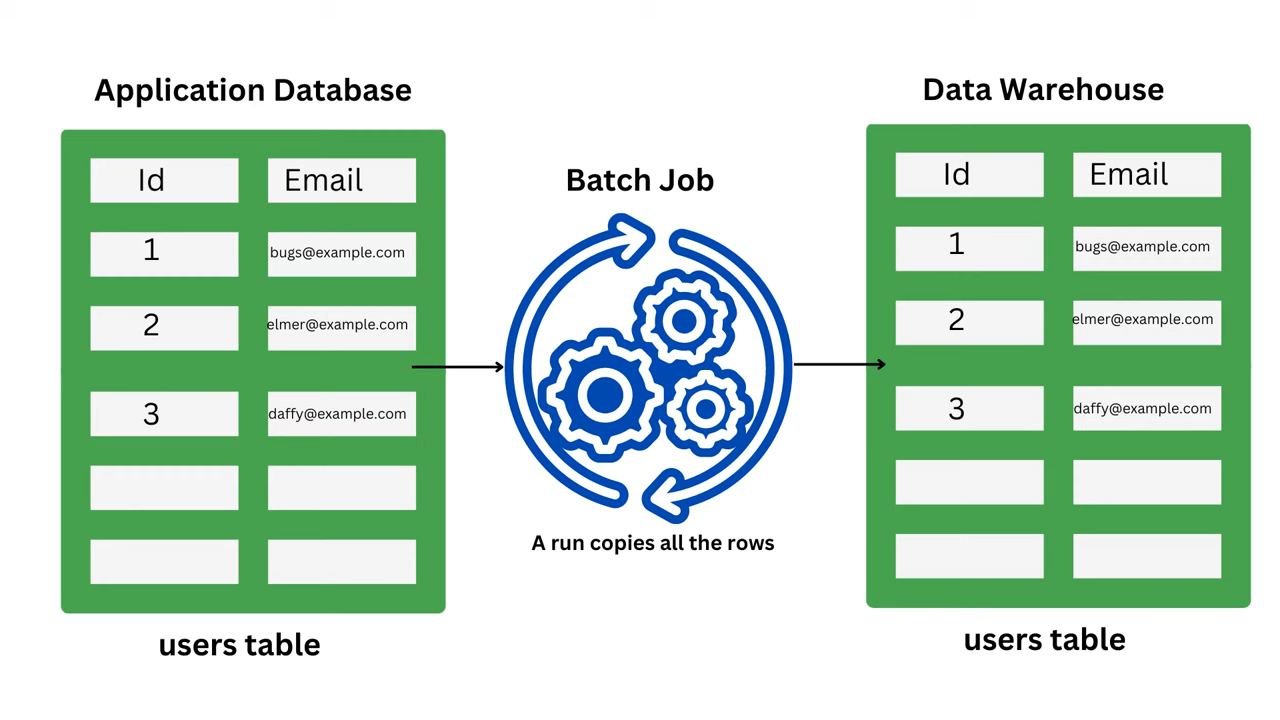 Application Database
Id Email
1 bugs@example.com
2 elmer@example.com
3 daffy@example.com
users table
Batch Job
A run copies all the rows
Data Warehouse
Id Email
1 bugs@example.com
2 elmer@example.com
3 daffy@example.com
users table